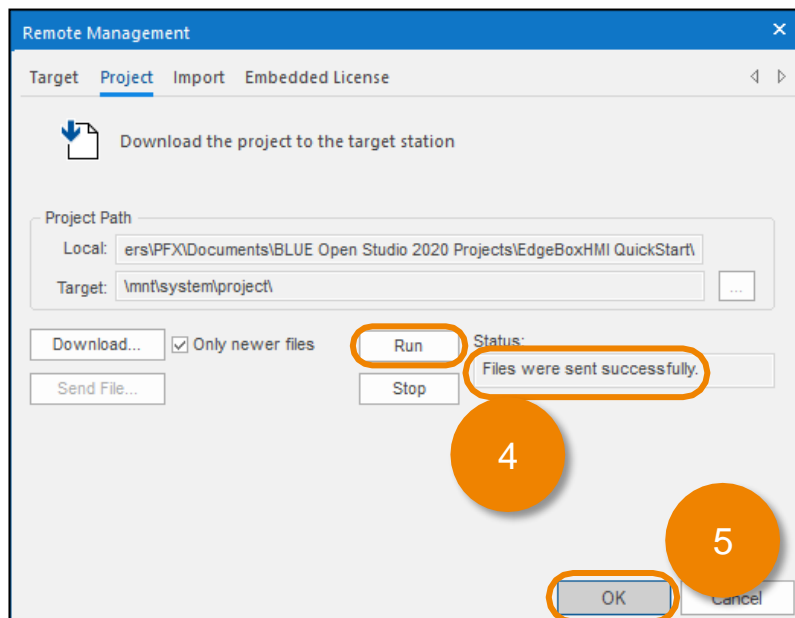 Remote Management
Target Project Import Embedded License
Download the project to the target station
Project Path
Local: ers\PFX\Documents\BLUE Open Studio 2020 Projects\EdgeBoxHMI QuickStart\
Target: \mnt\system\project\ ...
Download... Only newer files Run Status:
Files were sent successfully.
Send File... Stop
4
5
OK Cancel